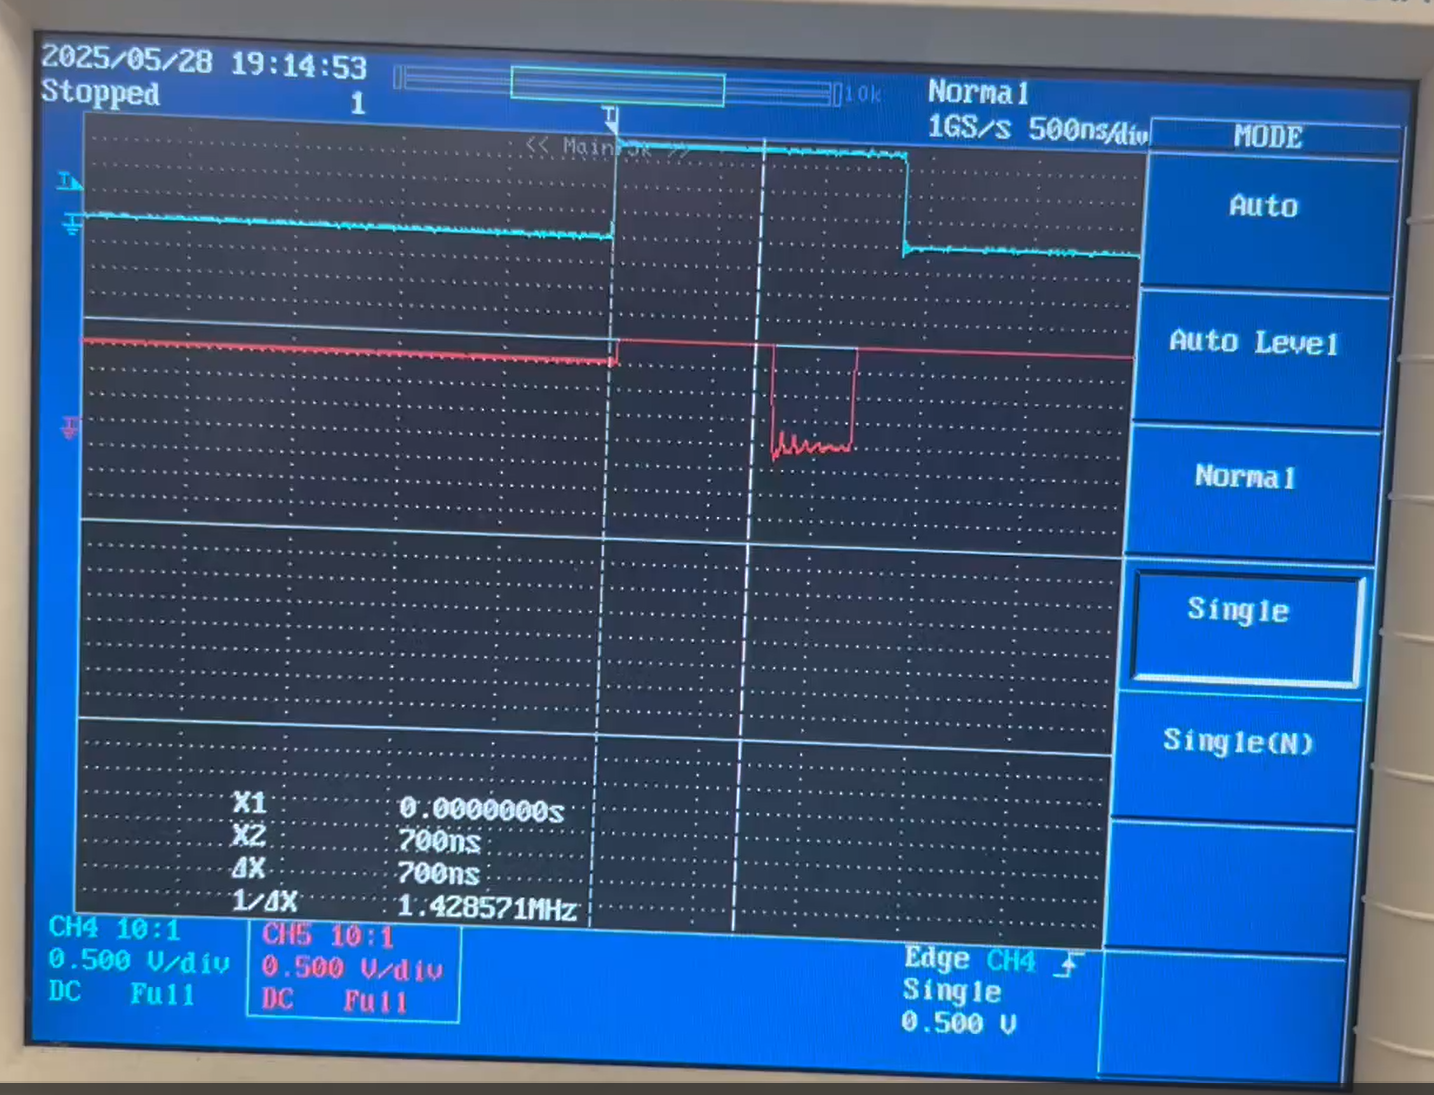 2025/05/28 19:14:53
Stopped 1
10k
Normal
1GS/s 500ns/div
<< Main:5k >>
T
MODE
Auto
Auto Level
Normal
Single
Single(N)
X1 0.0000000s
X2 700ns
ΔX 700ns
1/ΔX 1.428571MHz
CH4 10:1
0.500 V/div
DC Full
CH5 10:1
0.500 V/div
DC Full
Edge CH4
Single
0.500 V